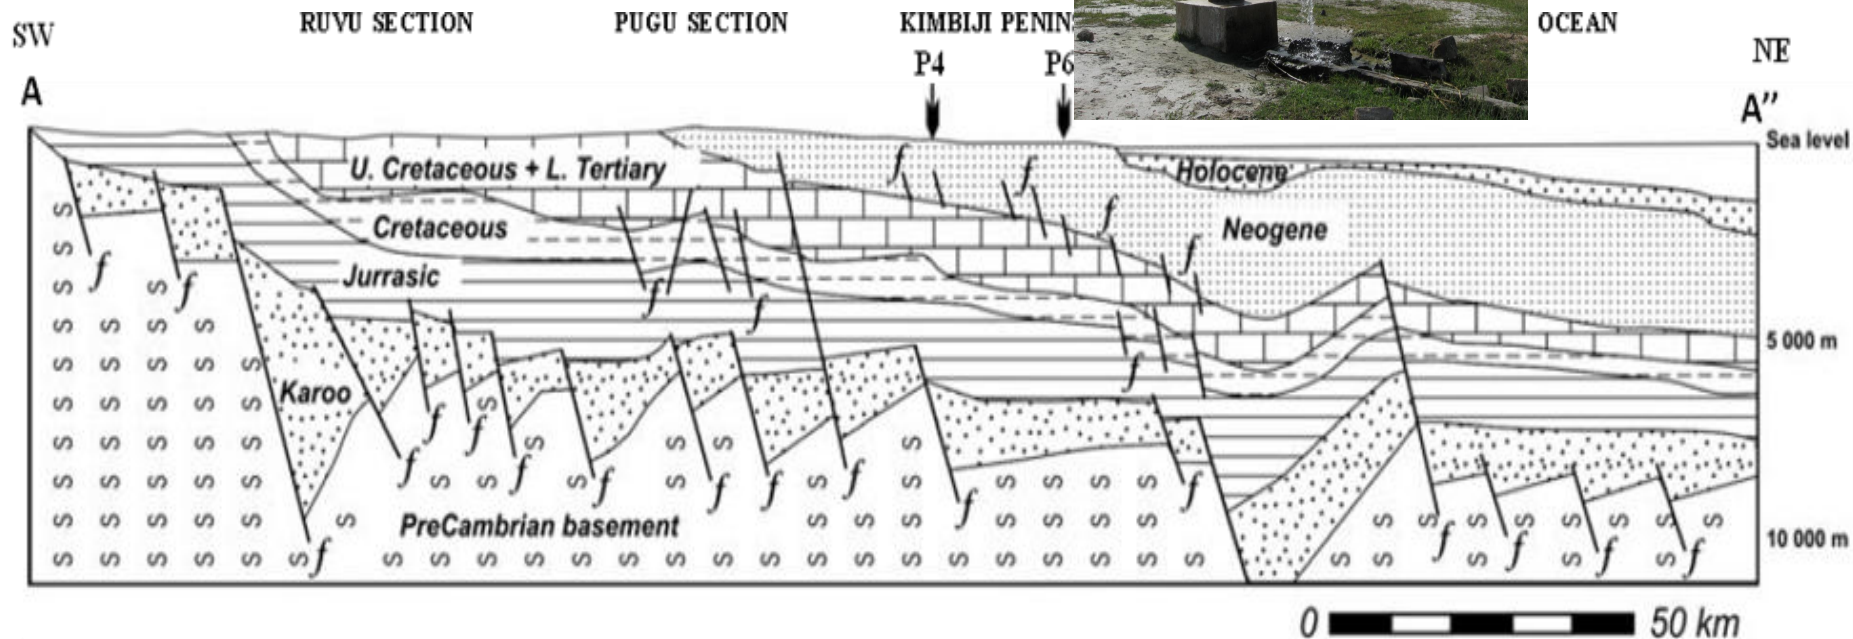 RUVU SECTION PUGU SECTION KIMBIJI PENINS OCEAN
SW NE
P4 P6
A A″
Sea level
U. Cretaceous + L. Tertiary f f Holocene
Cretaceous f Neogene
f f
Jurrasic f
f f
5 000 m
f
Karoo
f f
f f f f f f f
f f
PreCambrian basement f f f f
10 000 m
f
0 50 km